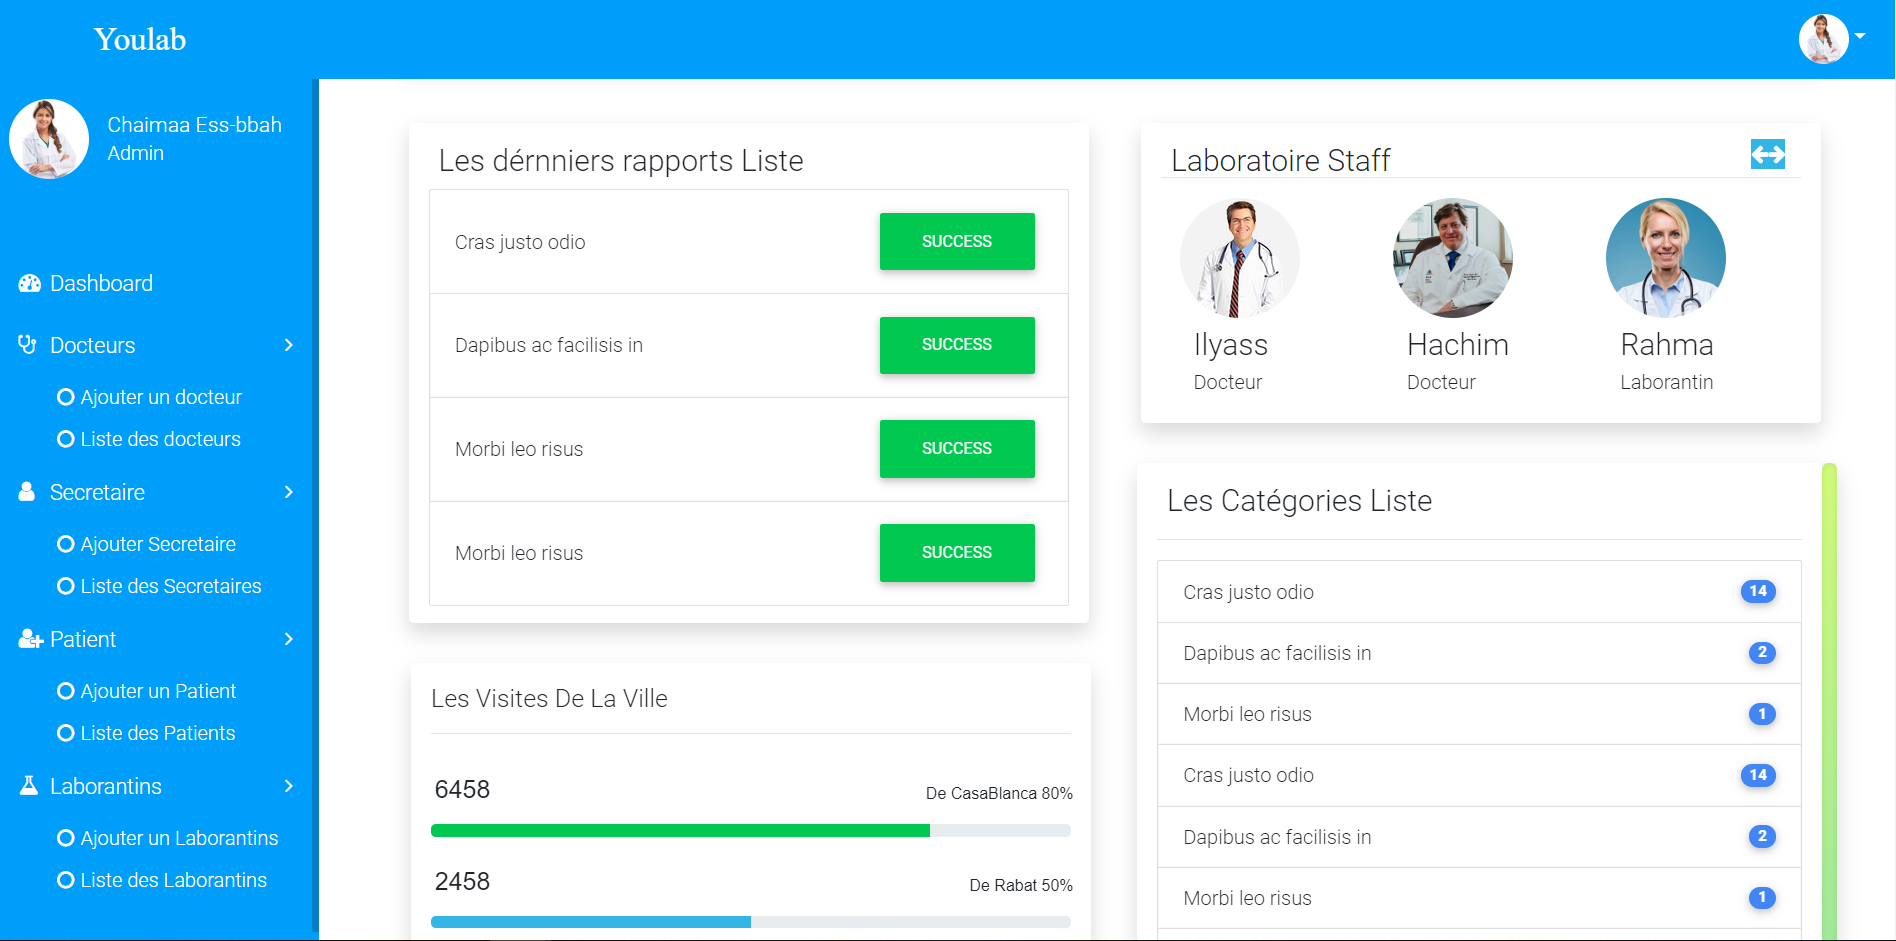 Youlab
Chaimaa Ess-bbah
Admin
Dashboard
Docteurs
Ajouter un docteur
Liste des docteurs
Secretaire
Ajouter Secretaire
Liste des Secretaires
Patient
Ajouter un Patient
Liste des Patients
Laborantins
Ajouter un Laborantins
Liste des Laborantins
Les dérnniers rapports Liste
Cras justo odio SUCCESS
Dapibus ac facilisis in SUCCESS
Morbi leo risus SUCCESS
Morbi leo risus SUCCESS
Les Visites De La Ville
6458 De CasaBlanca 80%
2458 De Rabat 50%
Laboratoire Staff
Ilyass Hachim Rahma
Docteur Docteur Laborantin
Les Catégories Liste
Cras justo odio 14
Dapibus ac facilisis in 2
Morbi leo risus 1
Cras justo odio 14
Dapibus ac facilisis in 2
Morbi leo risus 1